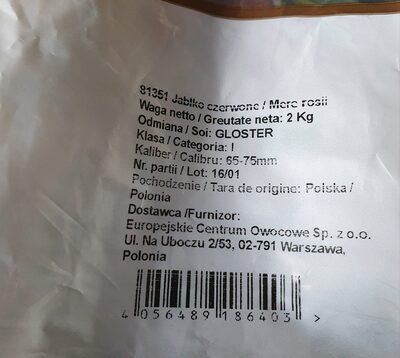 81351 Jabłko czerwone / Mere rosii
Waga netto / Greutate neta: 2 Kg
Odmiana / Soi: GLOSTER
Klasa / Categoria: I
Kaliber / Calibru: 65-75mm
Nr. partii / Lot: 16/01
Pochodzenie / Tara de origine: Polska /
Polonia
Dostawca /Furnizor:
Europejskie Centrum Owocowe Sp. z o.o.
Ul. Na Uboczu 2/53, 02-791 Warszawa,
Polonia
4 056489 186403 >